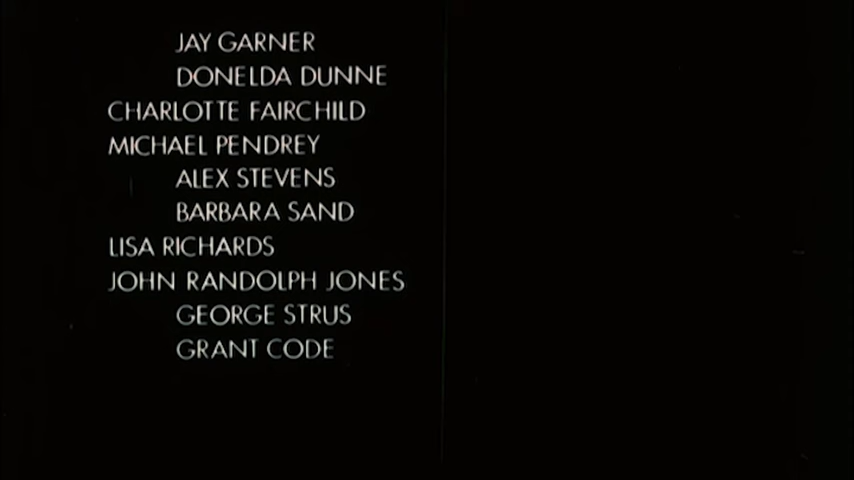 JAY GARNER
DONELDA DUNNE
CHARLOTTE FAIRCHILD
MICHAEL PENDREY
ALEX STEVENS
BARBARA SAND
LISA RICHARDS
JOHN RANDOLPH JONES
GEORGE STRUS
GRANT CODE